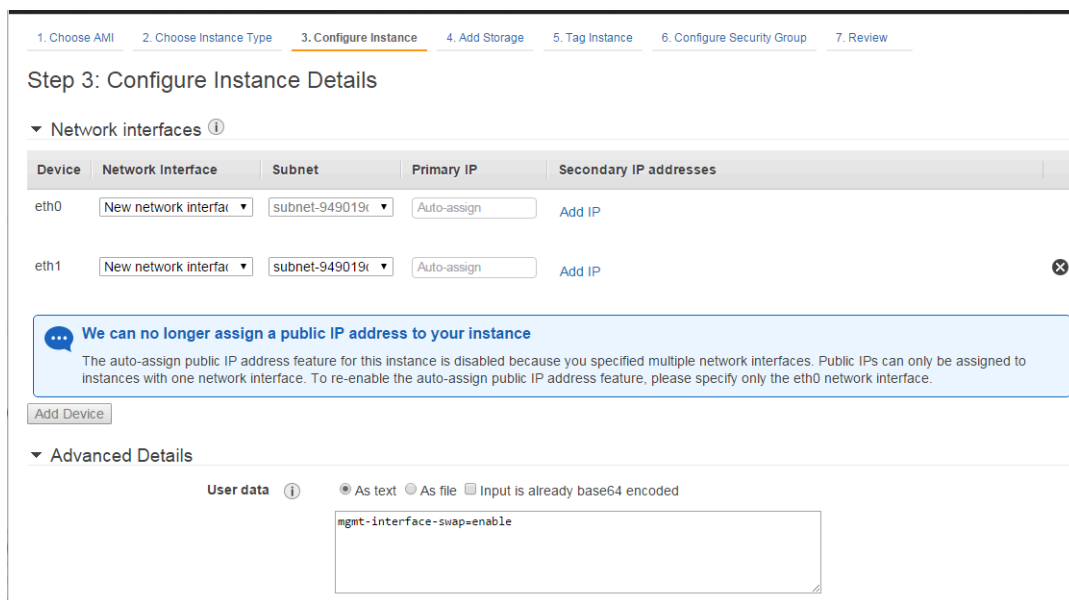 1. Choose AMI 2. Choose Instance Type 3. Configure Instance 4. Add Storage 5. Tag Instance 6. Configure Security Group 7. Review
Step 3: Configure Instance Details
Network interfaces i
Device Network Interface Subnet Primary IP Secondary IP addresses
eth0 New network interfac subnet-949019c Auto-assign Add IP
eth1 New network interfac subnet-949019c Auto-assign Add IP
We can no longer assign a public IP address to your instance
The auto-assign public IP address feature for this instance is disabled because you specified multiple network interfaces. Public IPs can only be assigned to
instances with one network interface. To re-enable the auto-assign public IP address feature, please specify only the eth0 network interface.
Add Device
Advanced Details
User data i As text As file Input is already base64 encoded
mgmt-interface-swap=enable